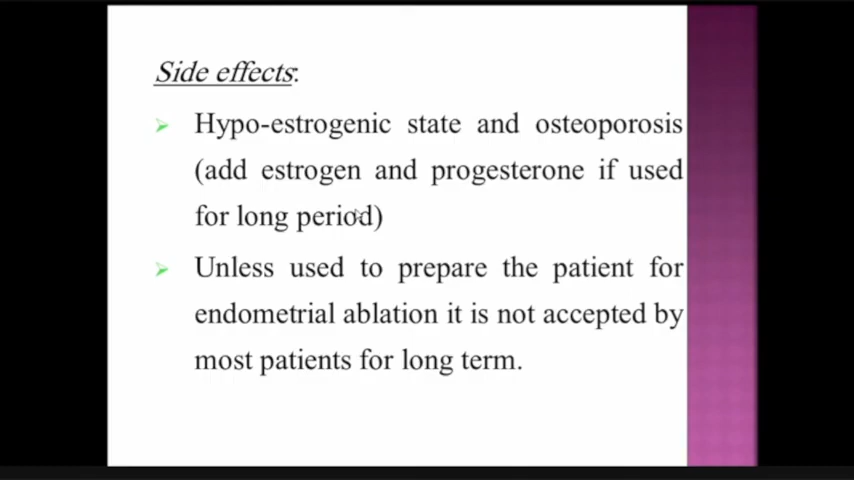 Side effects:
Hypo-estrogenic state and osteoporosis
(add estrogen and progesterone if used
for long period)
Unless used to prepare the patient for
endometrial ablation it is not accepted by
most patients for long term.